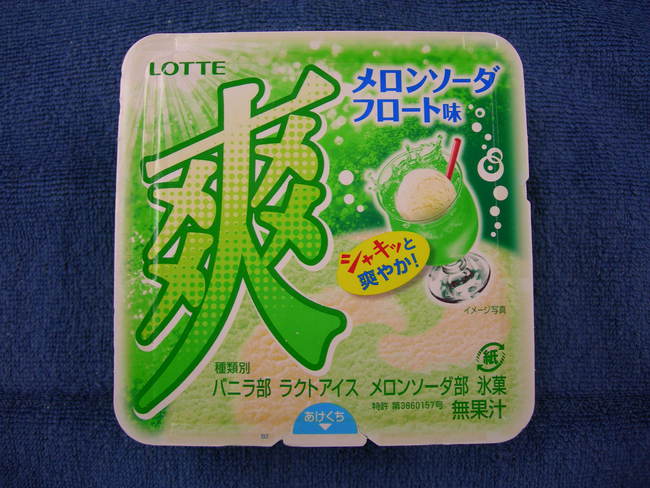 LOTTE
爽
メロンソーダ
フロート味
シャキッと
爽やか!
イメージ写真
紙
種類別
バニラ部 ラクトアイス メロンソーダ部 氷菓
特許 第3860157号 無果汁
あけくち